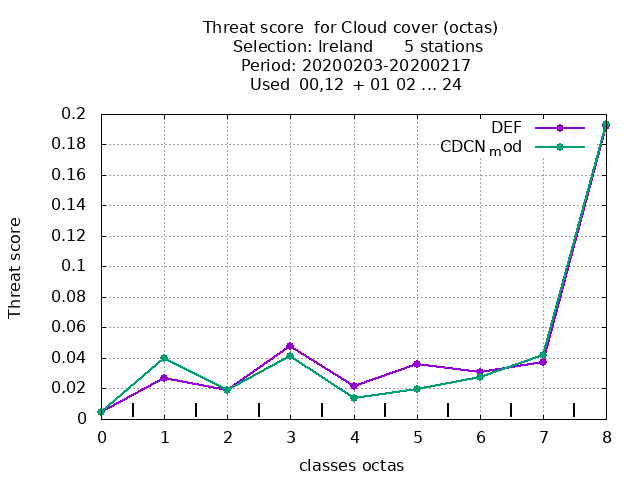 Threat score  for Cloud cover (octas)
Selection: Ireland      5 stations
Period: 20200203-20200217
Used  00,12  + 01 02 ... 24
DEF
CDCNmod
0.2
0.18
0.16
0.14
0.12
0.1
0.08
0.06
0.04
0.02
0
Threat score
0 1 2 3 4 5 6 7 8
classes octas